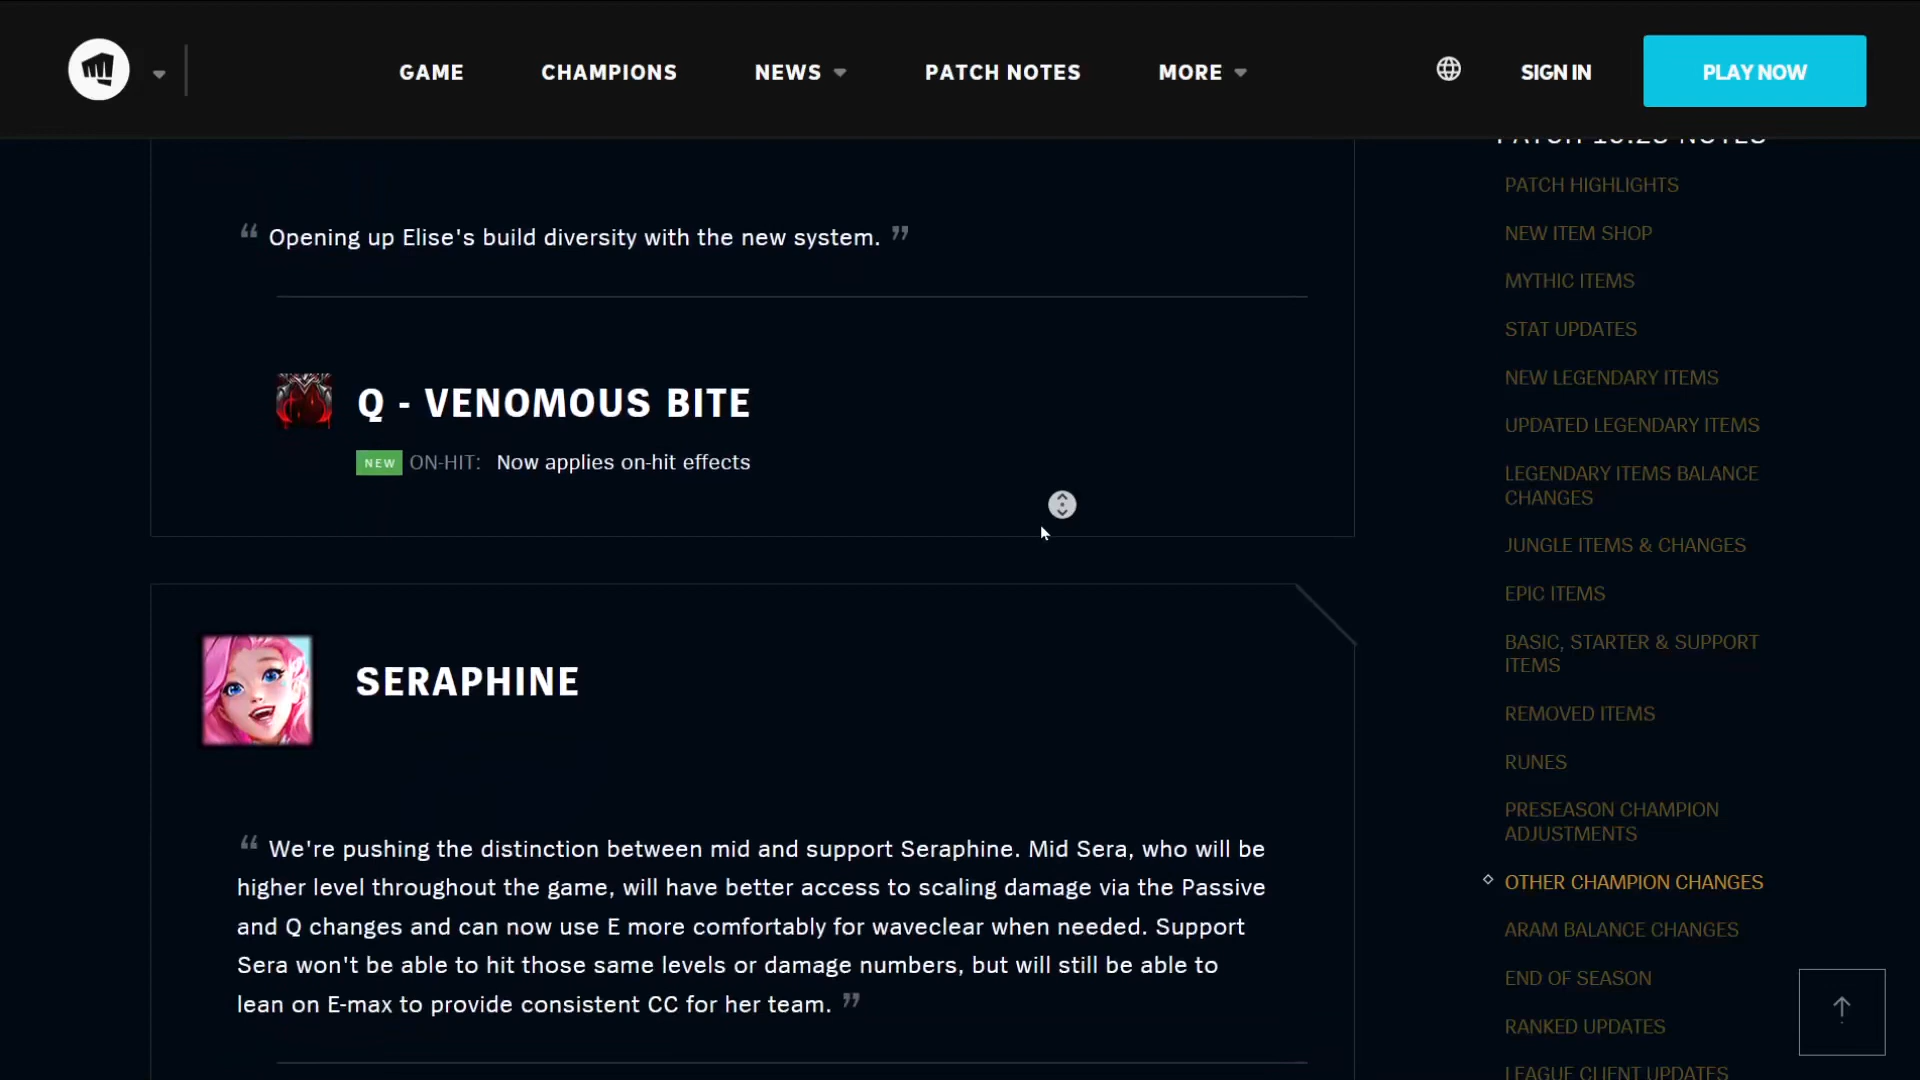 GAME
CHAMPIONS
NEWS
PATCH NOTES
MORE
SIGN IN
PLAY NOW
“ Opening up Elise's build diversity with the new system. ”
Q - VENOMOUS BITE
NEW ON-HIT: Now applies on-hit effects
SERAPHINE
“ We're pushing the distinction between mid and support Seraphine. Mid Sera, who will be
higher level throughout the game, will have better access to scaling damage via the Passive
and Q changes and can now use E more comfortably for waveclear when needed. Support
Sera won't be able to hit those same levels or damage numbers, but will still be able to
lean on E-max to provide consistent CC for her team. ”
PATCH HIGHLIGHTS
NEW ITEM SHOP
MYTHIC ITEMS
STAT UPDATES
NEW LEGENDARY ITEMS
UPDATED LEGENDARY ITEMS
LEGENDARY ITEMS BALANCE
CHANGES
JUNGLE ITEMS & CHANGES
EPIC ITEMS
BASIC, STARTER & SUPPORT
ITEMS
REMOVED ITEMS
RUNES
PRESEASON CHAMPION
ADJUSTMENTS
OTHER CHAMPION CHANGES
ARAM BALANCE CHANGES
END OF SEASON
RANKED UPDATES
LEAGUE CLIENT UPDATES